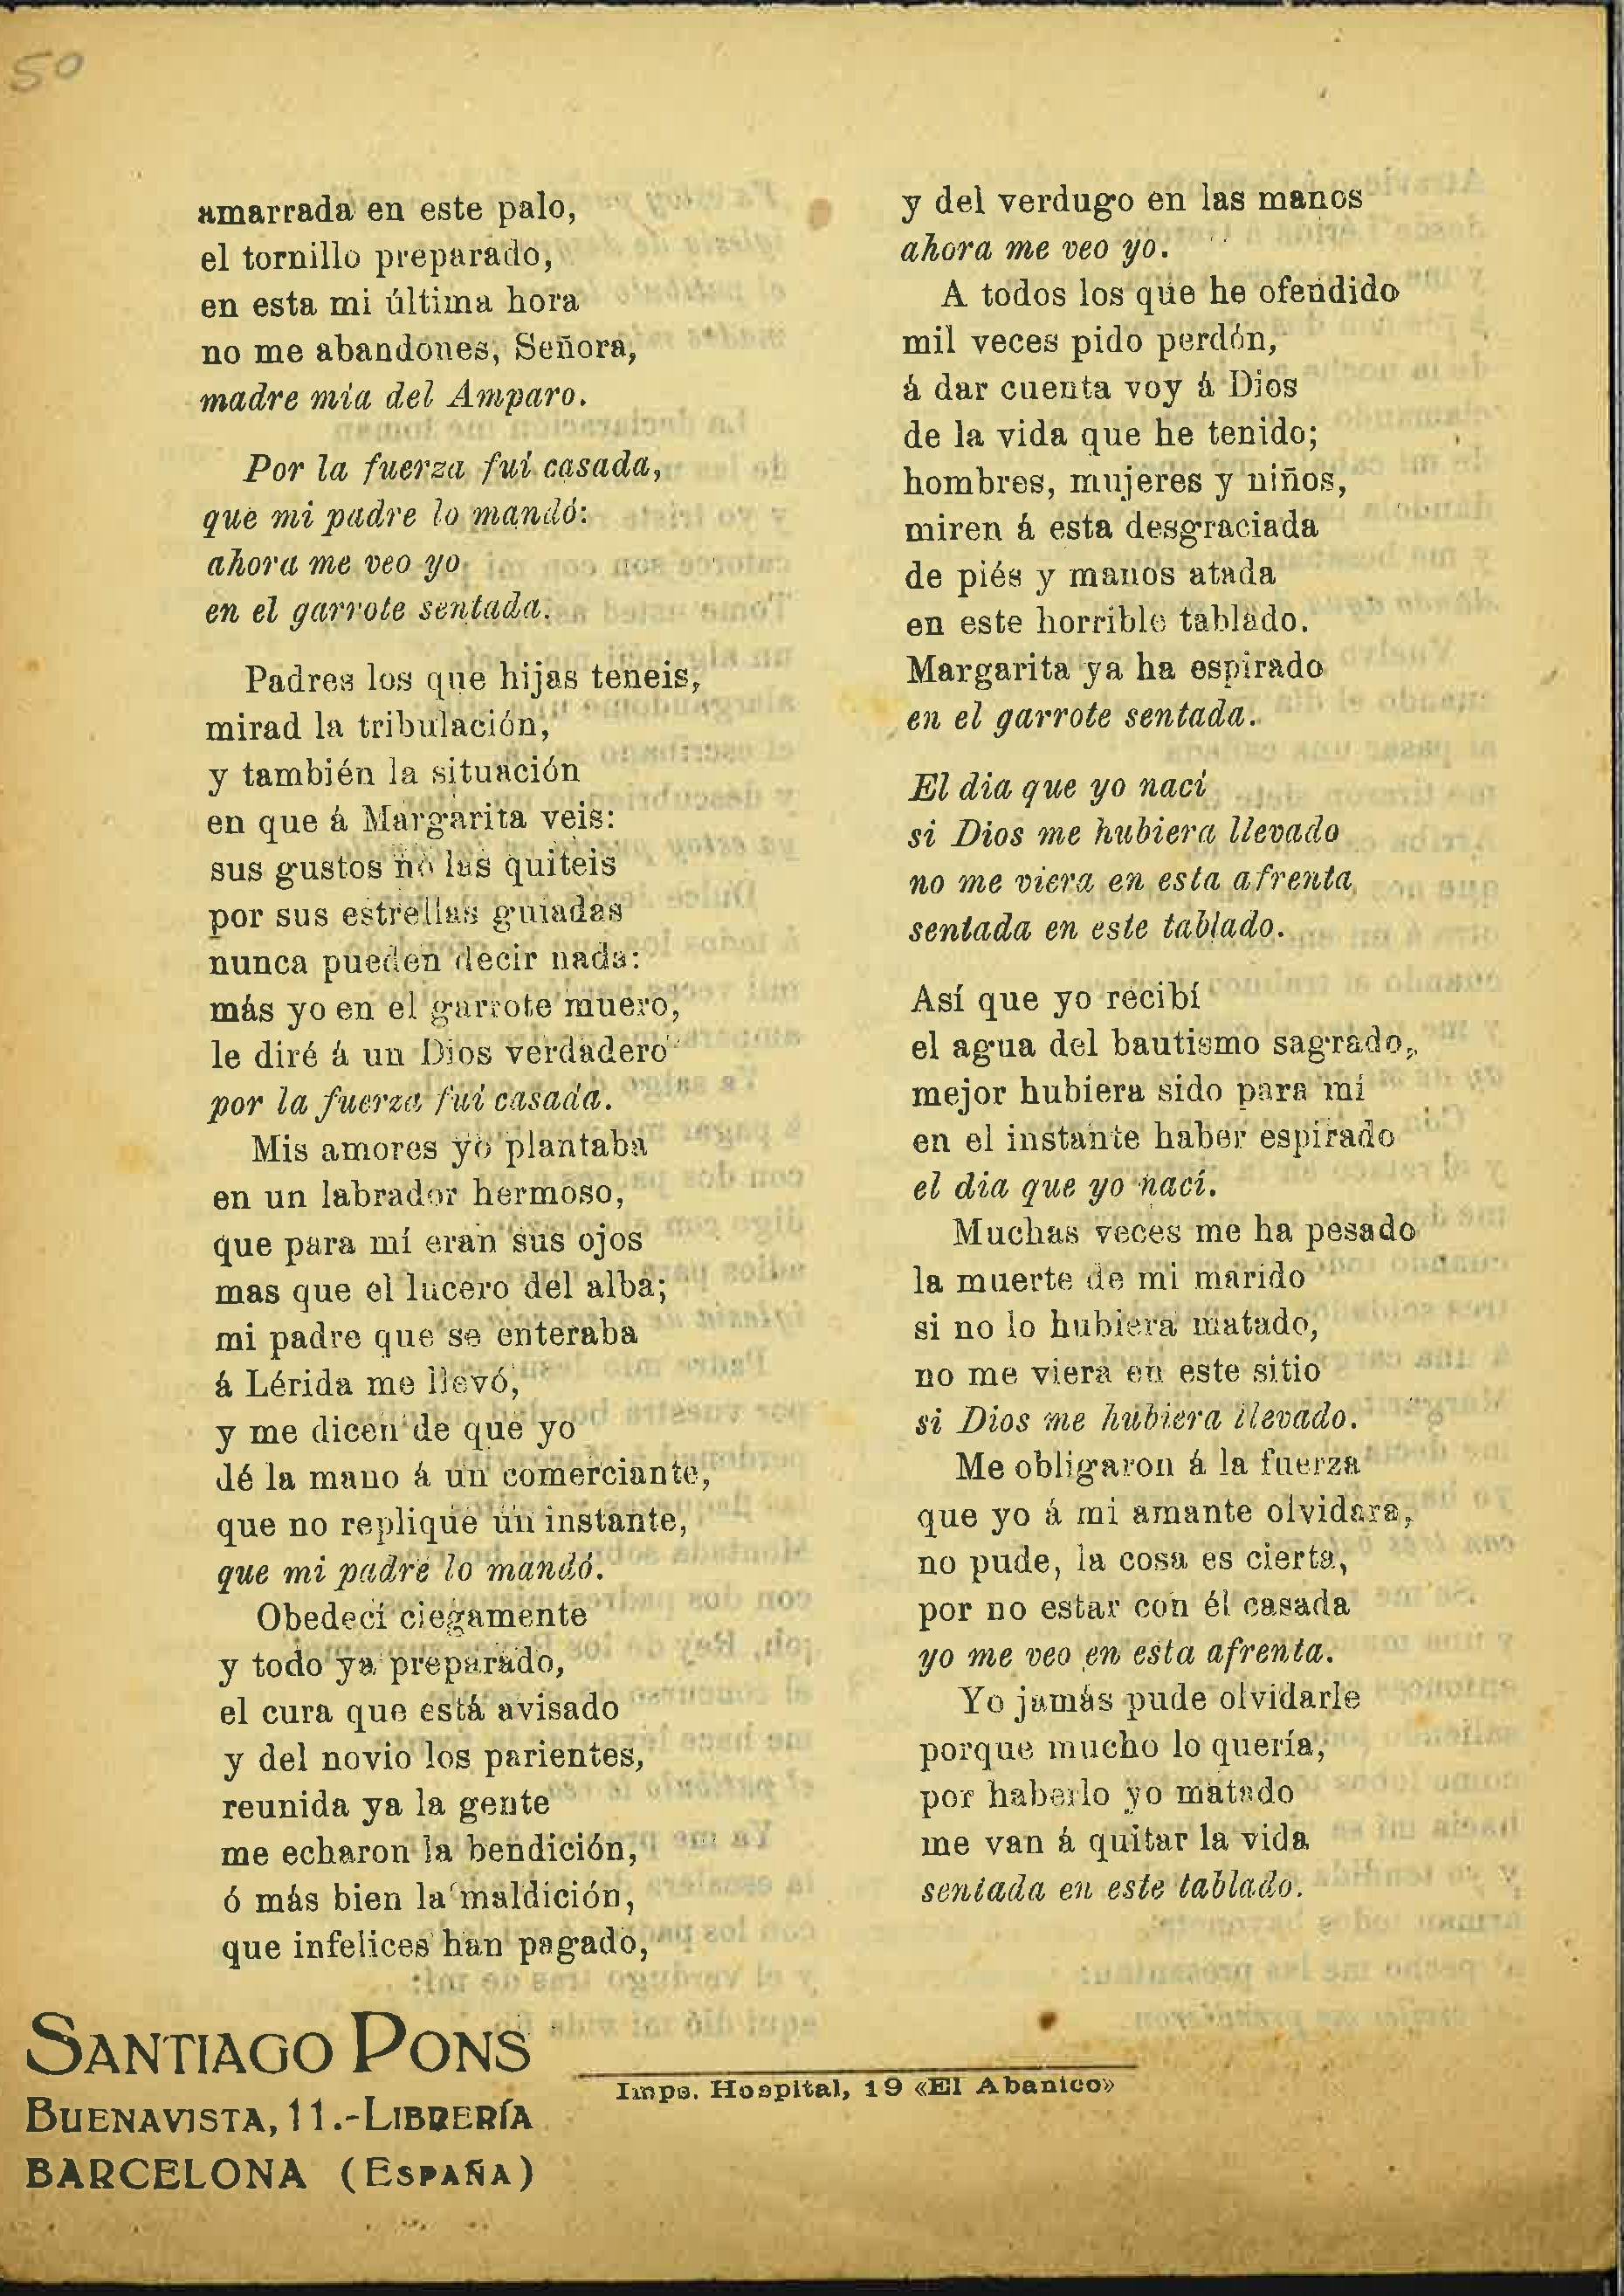 50
amarrada en este palo,
el tornillo preparado,
en esta mi última hora
no me abandones, Señora,
madre mia del Amparo.
Por la fuerza fuí casada,
que mi padre lo mandó:
ahora me veo yo
en el garrote sentada.
Padres los que hijas teneis,
mirad la tribulación,
y también la situación
en que á Margarita veis:
sus gustos no las quiteis
por sus estrellas guiadas
nunca pueden decir nada:
más yo en el garrote muero,
le diré á un Dios verdadero
por la fuerza fuí casada.
Mis amores yo plantaba
en un labrador hermoso,
que para mí eran sus ojos
mas que el lucero del alba;
mi padre que se enteraba
á Lérida me llevó,
y me dicen de que yo
dé la mano á un comerciante,
que no replique un instante,
que mi padre lo mandó.
Obedecí ciegamente
y todo ya preparado,
el cura que está avisado
y del novio los parientes,
reunida ya la gente
me echaron la bendición,
ó más bien la maldición,
que infelices han pagado,
y del verdugo en las manos
ahora me veo yo.
A todos los que he ofendido
mil veces pido perdón,
á dar cuenta voy á Dios
de la vida que he tenido;
hombres, mujeres y niños,
miren á esta desgraciada
de piés y manos atada
en este horrible tablado.
Margarita ya ha espirado
en el garrote sentada.
El dia que yo nací
si Dios me hubiera llevado
no me viera en esta afrenta
sentada en este tablado.
Así que yo recibí
el agua del bautismo sagrado,
mejor hubiera sido para mí
en el instante haber espirado
el dia que yo nací.
Muchas veces me ha pesado
la muerte de mi marido
si no lo hubiera matado,
no me viera en este sitio
si Dios me hubiera llevado.
Me obligaron á la fuerza
que yo á mi amante olvidara,
no pude, la cosa es cierta,
por no estar con él casada
yo me veo en esta afrenta.
Yo jamás pude olvidarle
porque mucho lo quería,
por haberlo yo matado
me van á quitar la vida
sentada en este tablado.
SANTIAGO PONS
BUENAVISTA, 11.-LIBRERÍA
BARCELONA (ESPAÑA)
Imps. Hospital, 19 «El Abanico»